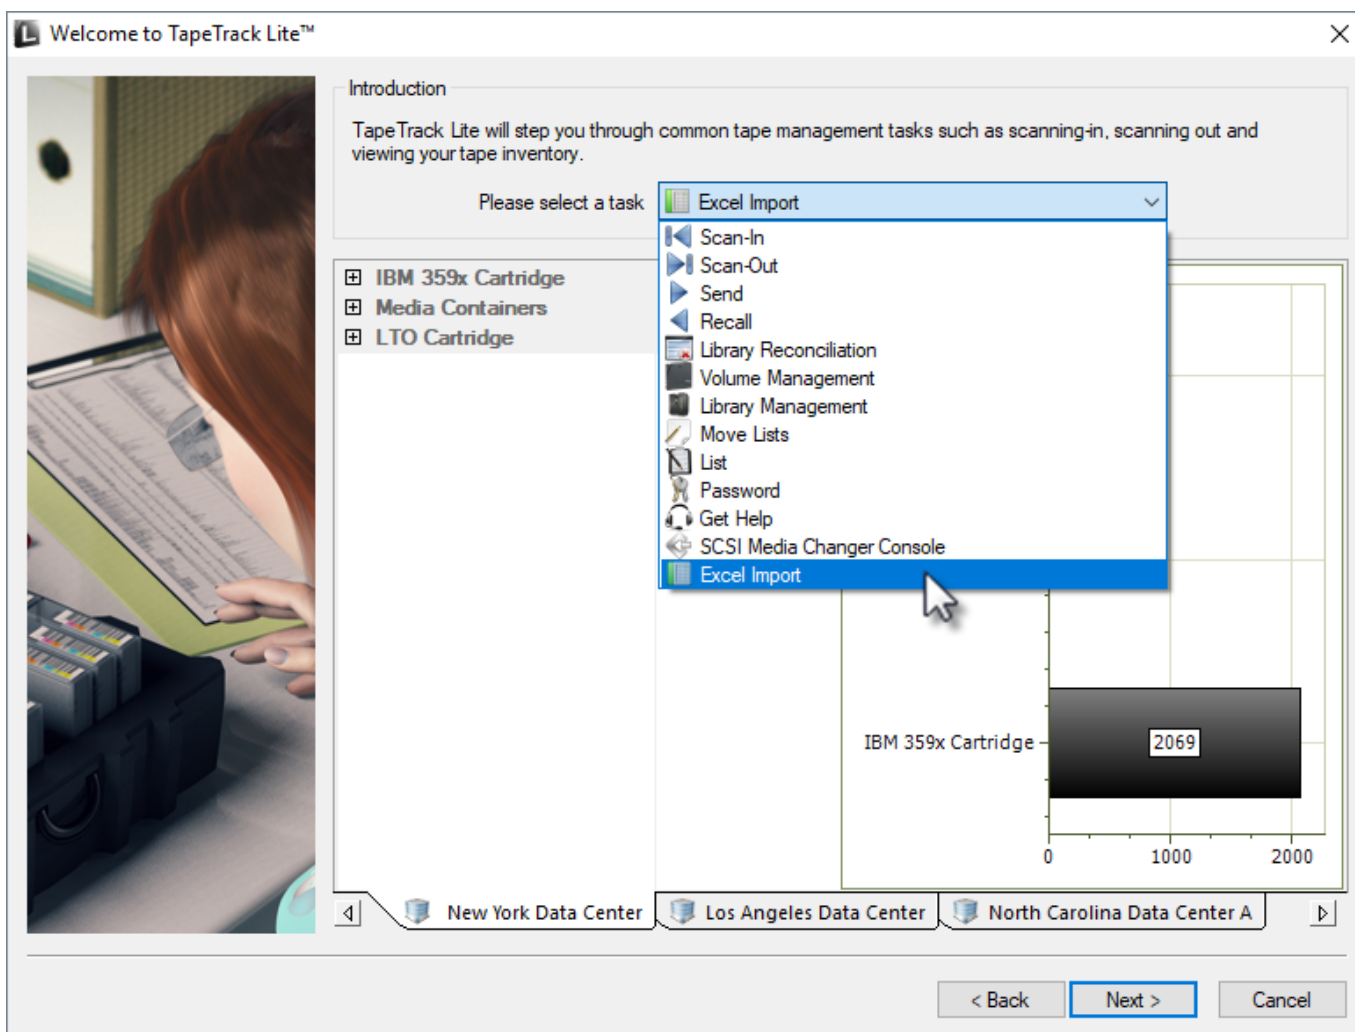 Welcome to TapeTrack Lite™
Introduction
TapeTrack Lite will step you through common tape management tasks such as scanning-in, scanning out and
viewing your tape inventory.
Please select a task
Excel Import
Scan-In
Scan-Out
Send
Recall
Library Reconciliation
Volume Management
Library Management
Move Lists
List
Password
Get Help
SCSI Media Changer Console
Excel Import
IBM 359x Cartridge
Media Containers
LTO Cartridge
IBM 359x Cartridge
2069
0 1000 2000
New York Data Center
Los Angeles Data Center
North Carolina Data Center A
< Back
Next >
Cancel